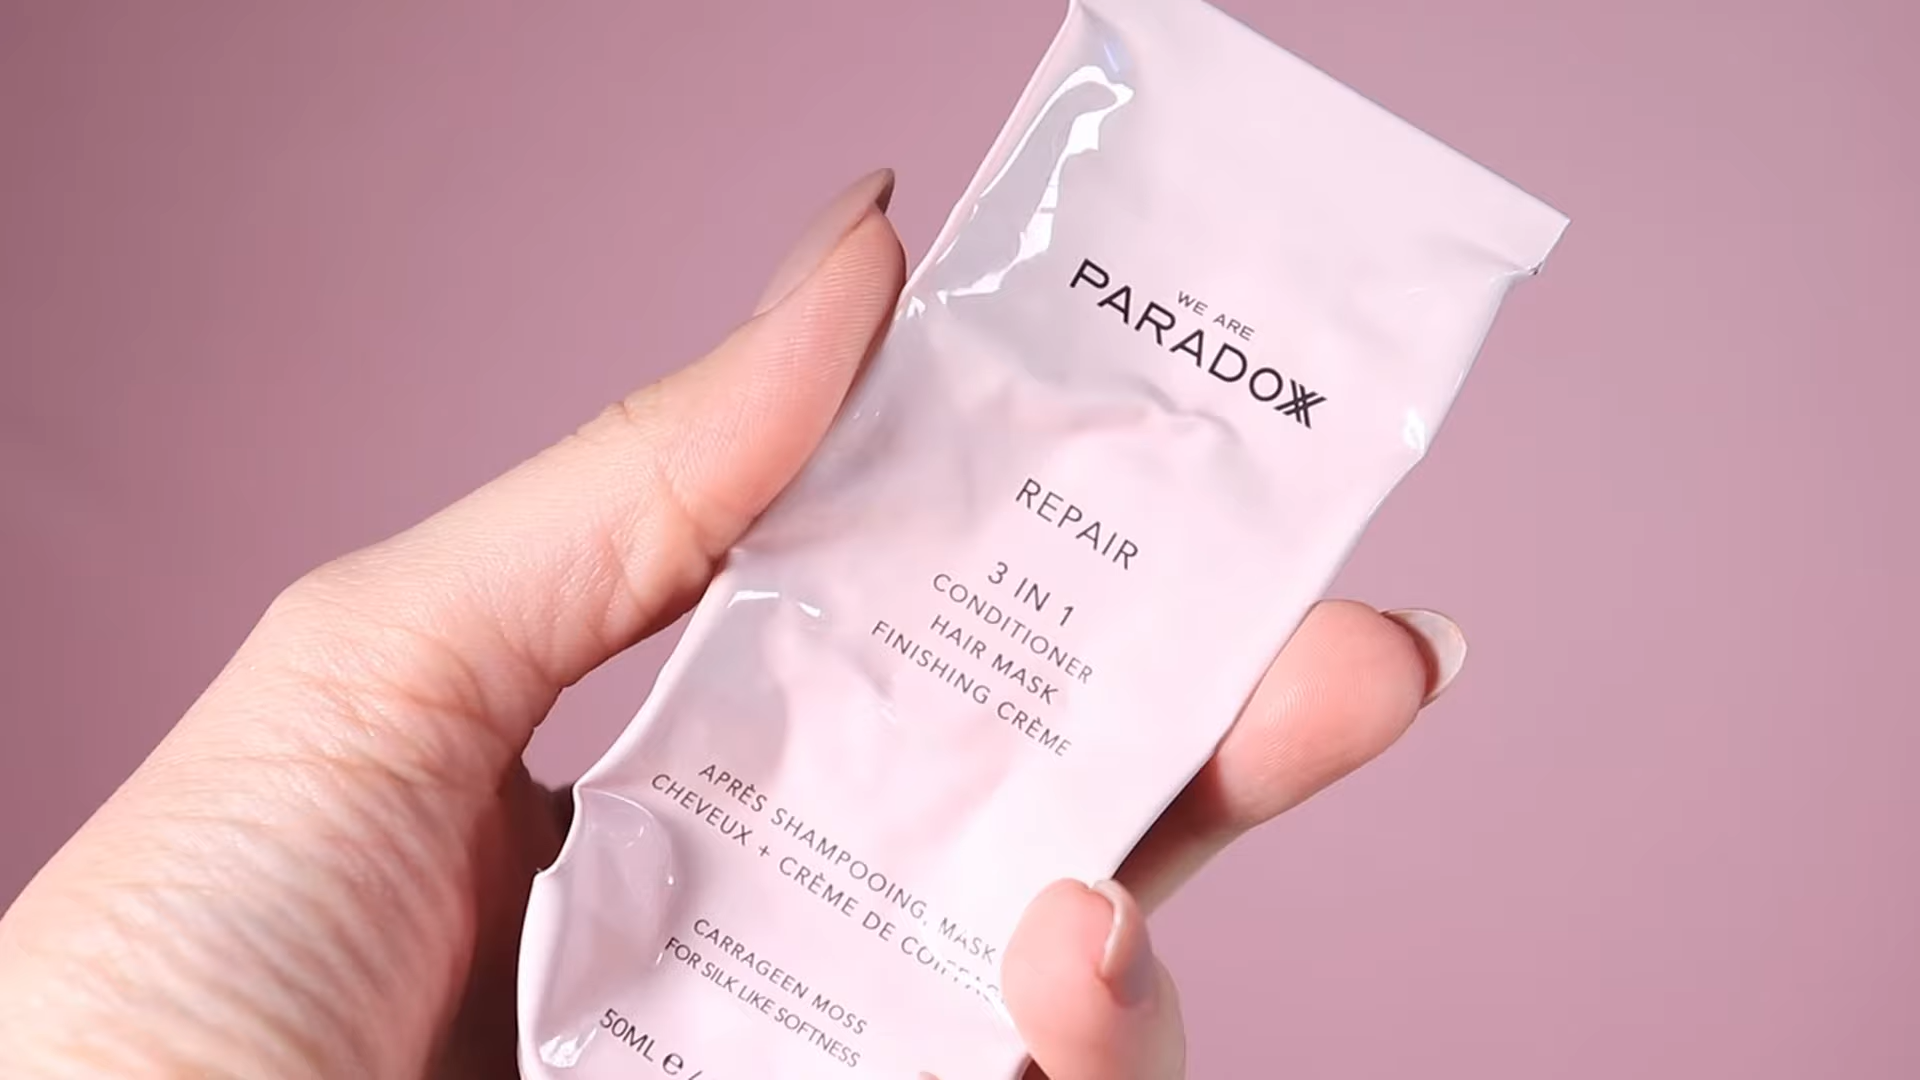 WE ARE
PARADOXX
REPAIR
3 IN 1
CONDITIONER
HAIR MASK
FINISHING CRÈME
APRÈS SHAMPOOING, MASK
CHEVEUX + CRÈME DE
CARRAGEEN MOSS
FOR SILK LIKE SOFTNESS
50ML e /